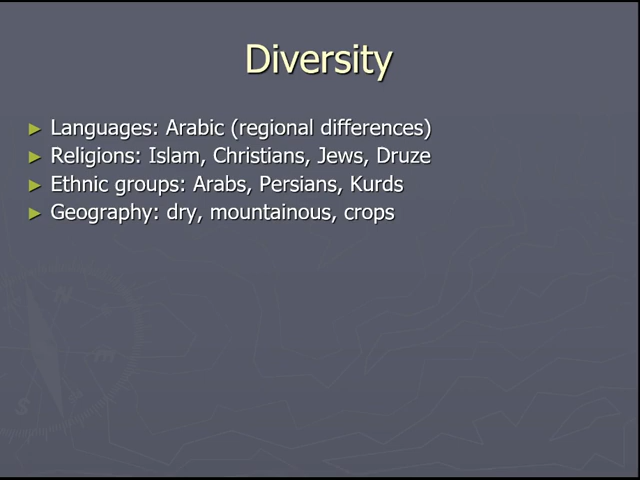 Diversity
► Languages: Arabic (regional differences)
► Religions: Islam, Christians, Jews, Druze
► Ethnic groups: Arabs, Persians, Kurds
► Geography: dry, mountainous, crops
N
m
S